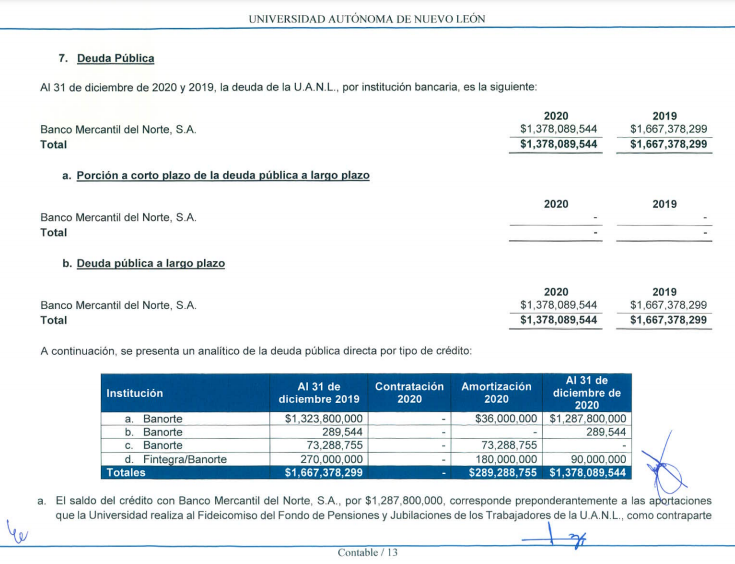 UNIVERSIDAD AUTÓNOMA DE NUEVO LEÓN
7. Deuda Pública
Al 31 de diciembre de 2020 y 2019, la deuda de la U.A.N.L., por institución bancaria, es la siguiente:
2020 2019
Banco Mercantil del Norte, S.A. $1,378,089,544 $1,667,378,299
Total $1,378,089,544 $1,667,378,299
a. Porción a corto plazo de la deuda pública a largo plazo
2020 2019
Banco Mercantil del Norte, S.A. - -
Total - -
b. Deuda pública a largo plazo
2020 2019
Banco Mercantil del Norte, S.A. $1,378,089,544 $1,667,378,299
Total $1,378,089,544 $1,667,378,299
A continuación, se presenta un analítico de la deuda pública directa por tipo de crédito:
Institución Al 31 de diciembre 2019 Contratación 2020 Amortización 2020 Al 31 de diciembre de 2020
a. Banorte $1,323,800,000 - $36,000,000 $1,287,800,000
b. Banorte 289,544 - - 289,544
c. Banorte 73,288,755 - 73,288,755 -
d. Fintegra/Banorte 270,000,000 - 180,000,000 90,000,000
Totales $1,667,378,299 - $289,288,755 $1,378,089,544
a. El saldo del crédito con Banco Mercantil del Norte, S.A., por $1,287,800,000, corresponde preponderantemente a las aportaciones
que la Universidad realiza al Fideicomiso del Fondo de Pensiones y Jubilaciones de los Trabajadores de la U.A.N.L., como contraparte
Contable / 13